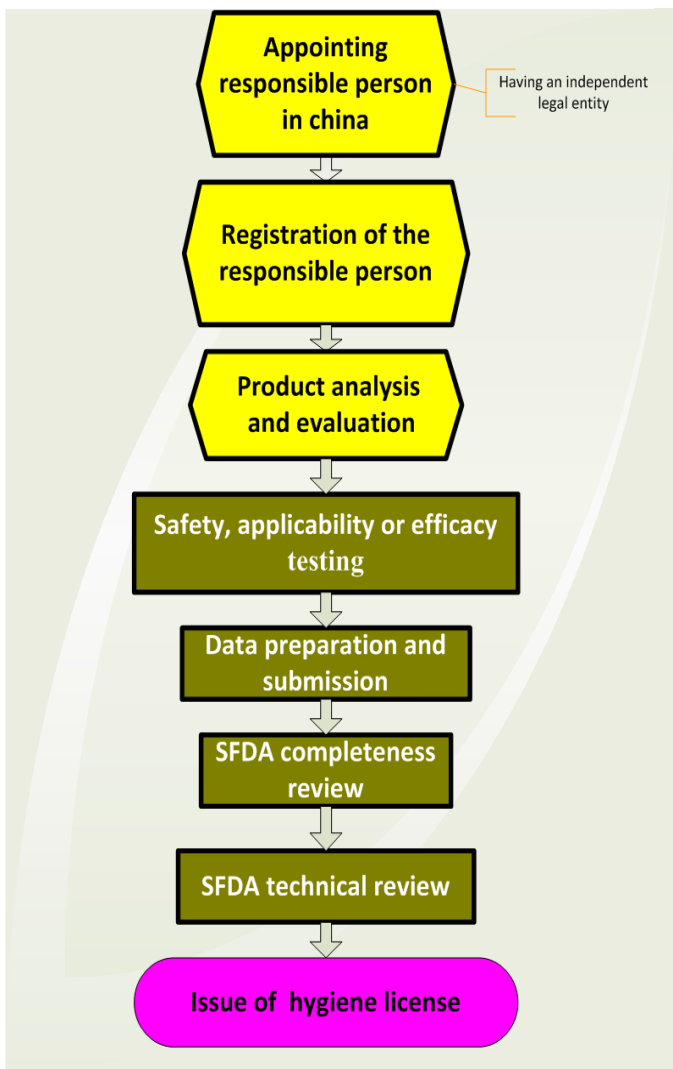 Appointing
responsible person
in china
Having an independent
legal entity
Registration of the
responsible person
Product analysis
and evaluation
Safety, applicability or efficacy
testing
Data preparation and
submission
SFDA completeness
review
SFDA technical review
Issue of hygiene license